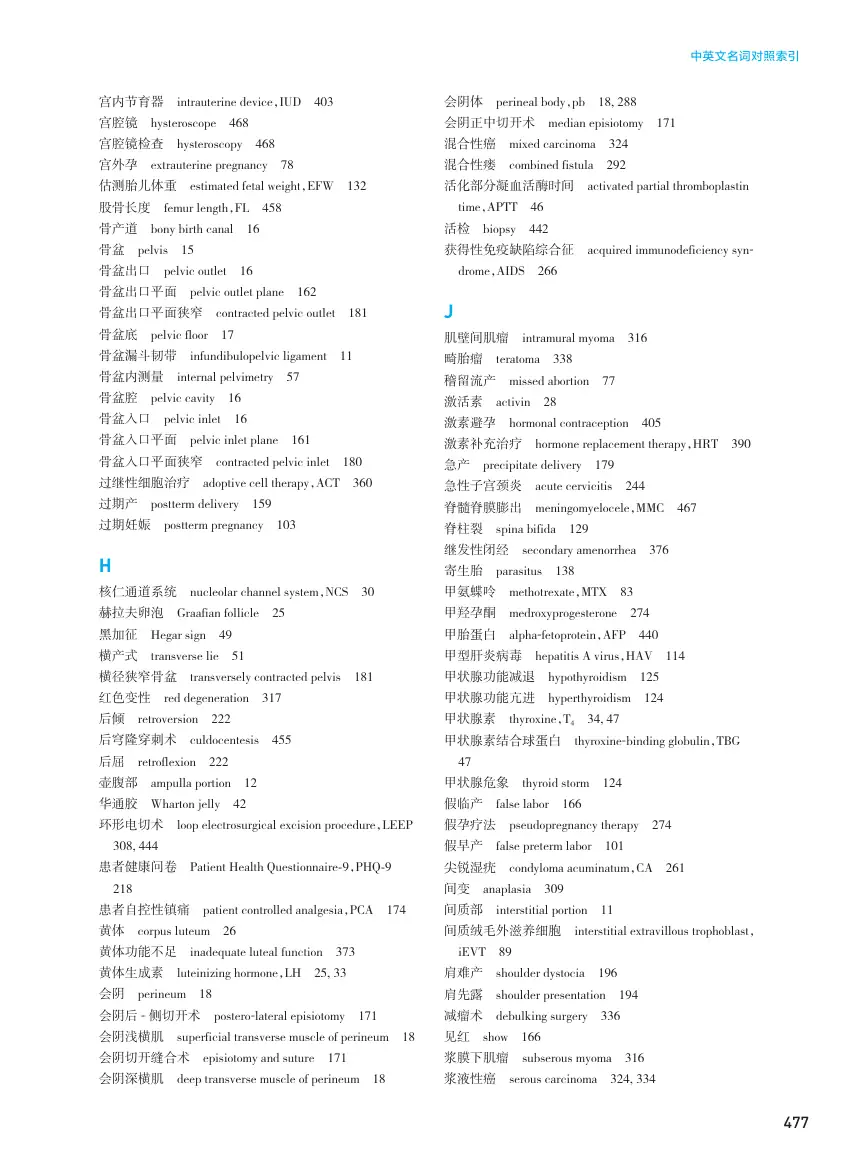 中英文名词对照索引
宫内节育器 intrauterine device,IUD 403
宫腔镜 hysteroscope 468
宫腔镜检查 hysteroscopy 468
宫外孕 extrauterine pregnancy 78
估测胎儿体重 estimated fetal weight,EFW 132
股骨长度 femur length,FL 458
骨产道 bony birth canal 16
骨盆 pelvis 15
骨盆出口 pelvic outlet 16
骨盆出口平面 pelvic outlet plane 162
骨盆出口平面狭窄 contracted pelvic outlet 181
骨盆底 pelvic floor 17
骨盆漏斗韧带 infundibulopelvic ligament 11
骨盆内测量 internal pelvimetry 57
骨盆腔 pelvic cavity 16
骨盆入口 pelvic inlet 16
骨盆入口平面 pelvic inlet plane 161
骨盆入口平面狭窄 contracted pelvic inlet 180
过继性细胞治疗 adoptive cell therapy,ACT 360
过期产 postterm delivery 159
过期妊娠 postterm pregnancy 103
H
核仁通道系统 nucleolar channel system,NCS 30
赫拉夫卵泡 Graafian follicle 25
黑加征 Hegar sign 49
横产式 transverse lie 51
横径狭窄骨盆 transversely contracted pelvis 181
红色变性 red degeneration 317
后倾 retroversion 222
后穹隆穿刺术 culdocentesis 455
后屈 retroflexion 222
壶腹部 ampulla portion 12
华通胶 Wharton jelly 42
环形电切术 loop electrosurgical excision procedure,LEEP
308, 444
患者健康问卷 Patient Health Questionnaire-9,PHQ-9
218
患者自控性镇痛 patient controlled analgesia,PCA 174
黄体 corpus luteum 26
黄体功能不足 inadequate luteal function 373
黄体生成素 luteinizing hormone,LH 25, 33
会阴 perineum 18
会阴后 - 侧切开术 postero-lateral episiotomy 171
会阴浅横肌 superficial transverse muscle of perineum 18
会阴切开缝合术 episiotomy and suture 171
会阴深横肌 deep transverse muscle of perineum 18
会阴体 perineal body,pb 18, 288
会阴正中切开术 median episiotomy 171
混合性癌 mixed carcinoma 324
混合性瘘 combined fistula 292
活化部分凝血活酶时间 activated partial thromboplastin
time,APTT 46
活检 biopsy 442
获得性免疫缺陷综合征 acquired immunodeficiency syn-
drome,AIDS 266
J
肌壁间肌瘤 intramural myoma 316
畸胎瘤 teratoma 338
稽留流产 missed abortion 77
激活素 activin 28
激素避孕 hormonal contraception 405
激素补充治疗 hormone replacement therapy,HRT 390
急产 precipitate delivery 179
急性子宫颈炎 acute cervicitis 244
脊髓脊膜膨出 meningomyelocele,MMC 467
脊柱裂 spina bifida 129
继发性闭经 secondary amenorrhea 376
寄生胎 parasitus 138
甲氨蝶呤 methotrexate,MTX 83
甲羟孕酮 medroxyprogesterone 274
甲胎蛋白 alpha-fetoprotein,AFP 440
甲型肝炎病毒 hepatitis A virus,HAV 114
甲状腺功能减退 hypothyroidism 125
甲状腺功能亢进 hyperthyroidism 124
甲状腺素 thyroxine,T₄ 34, 47
甲状腺素结合球蛋白 thyroxine-binding globulin,TBG
47
甲状腺危象 thyroid storm 124
假临产 false labor 166
假孕疗法 pseudopregnancy therapy 274
假早产 false preterm labor 101
尖锐湿疣 condyloma acuminatum,CA 261
间变 anaplasia 309
间质部 interstitial portion 11
间质绒毛外滋养细胞 interstitial extravillous trophoblast,
iEVT 89
肩难产 shoulder dystocia 196
肩先露 shoulder presentation 194
减瘤术 debulking surgery 336
见红 show 166
浆膜下肌瘤 subserous myoma 316
浆液性癌 serous carcinoma 324, 334
477